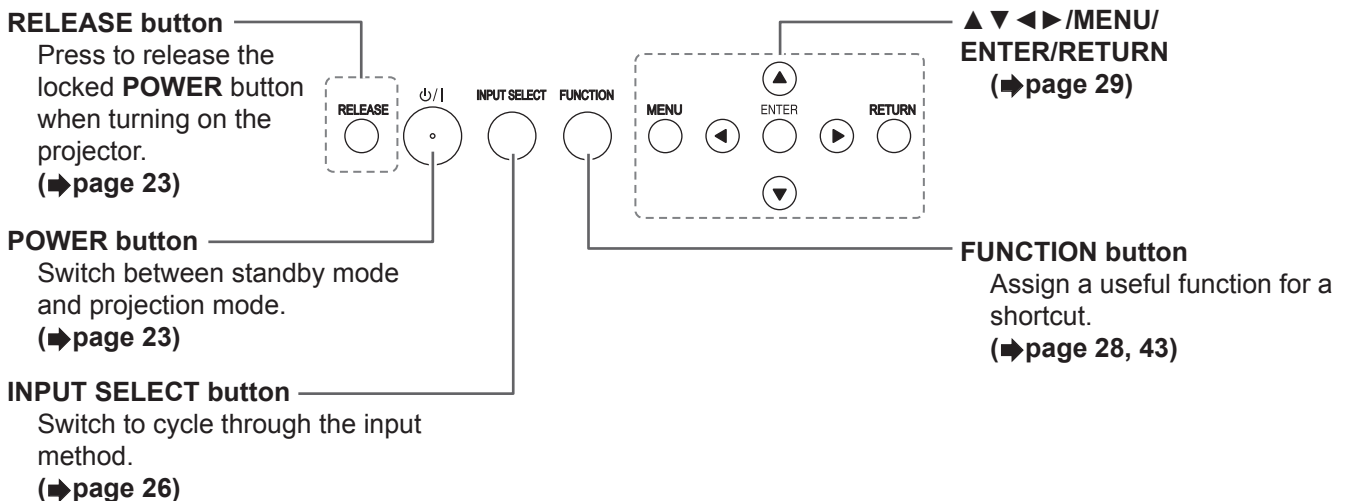 RELEASE button
Press to release the
locked POWER button
when turning on the
projector.
(➡page 23)
POWER button
Switch between standby mode
and projection mode.
(➡page 23)
INPUT SELECT button
Switch to cycle through the input
method.
(➡page 26)
RELEASE
⏻/|
INPUT SELECT
FUNCTION
MENU
ENTER
RETURN
▲▼◄►/MENU/
ENTER/RETURN
(➡page 29)
FUNCTION button
Assign a useful function for a
shortcut.
(➡page 28, 43)